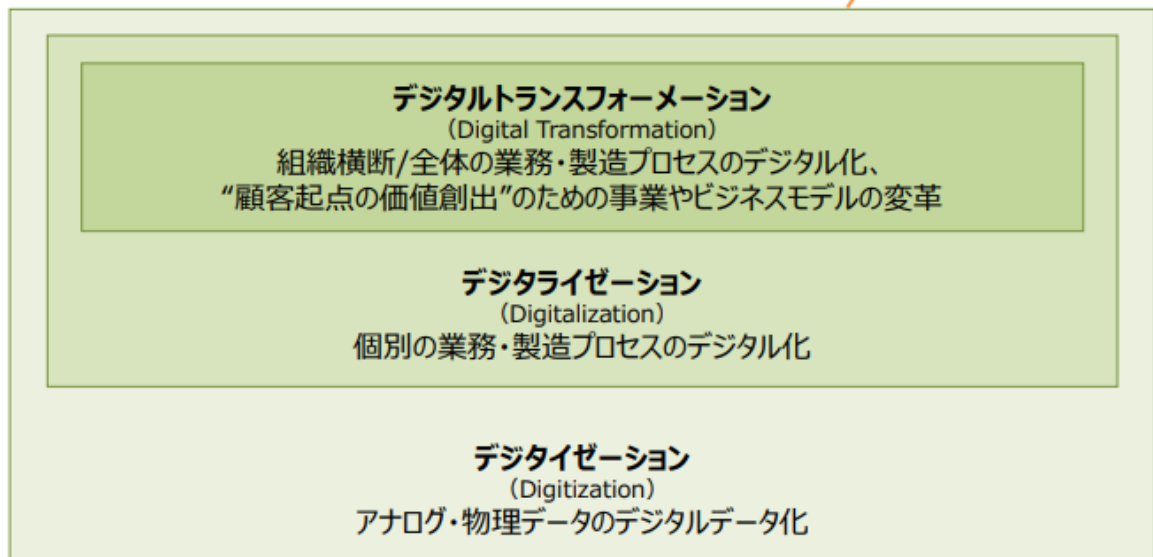 デジタルトランスフォーメーション
（Digital Transformation）
組織横断/全体の業務・製造プロセスのデジタル化、
“顧客起点の価値創出”のための事業やビジネスモデルの変革
デジタライゼーション
（Digitalization）
個別の業務・製造プロセスのデジタル化
デジタイゼーション
（Digitization）
アナログ・物理データのデジタルデータ化